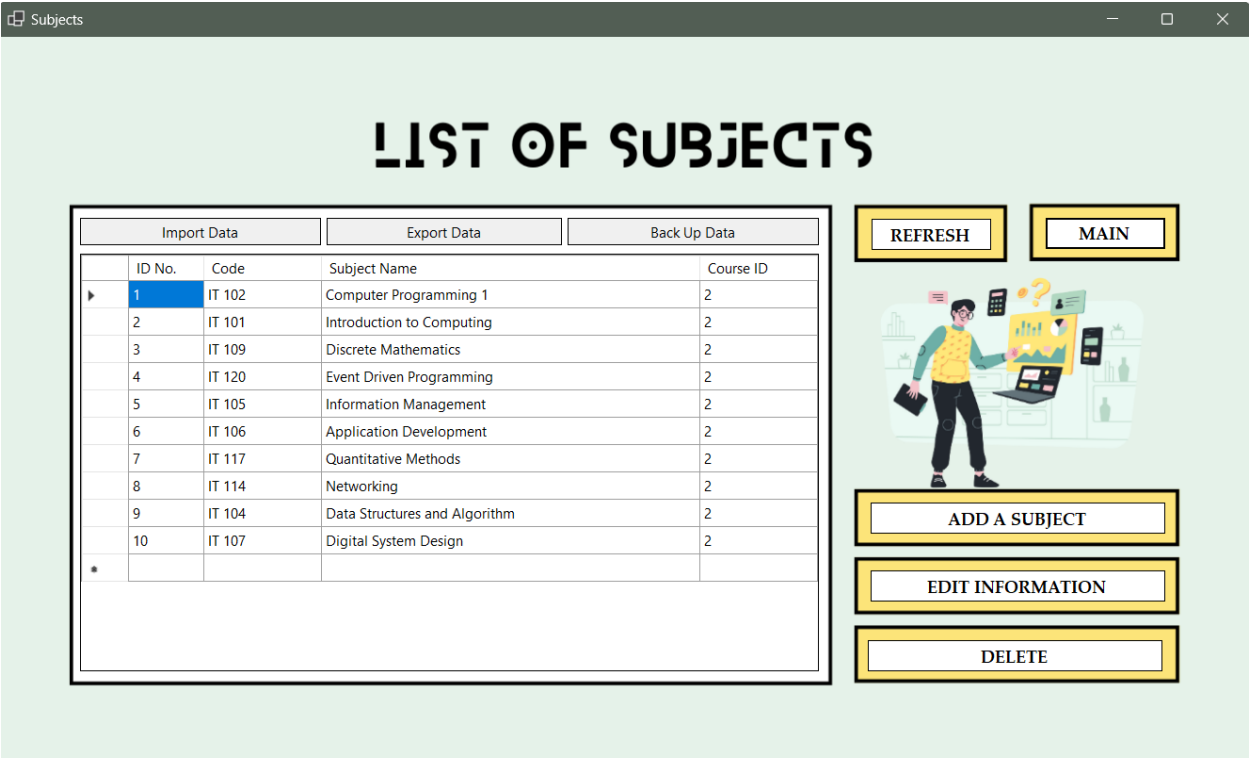 Subjects
LIST OF SUBJECTS
Import Data Export Data Back Up Data
ID No. Code Subject Name Course ID
1 IT 102 Computer Programming 1 2
2 IT 101 Introduction to Computing 2
3 IT 109 Discrete Mathematics 2
4 IT 120 Event Driven Programming 2
5 IT 105 Information Management 2
6 IT 106 Application Development 2
7 IT 117 Quantitative Methods 2
8 IT 114 Networking 2
9 IT 104 Data Structures and Algorithm 2
10 IT 107 Digital System Design 2
REFRESH MAIN
?
ADD A SUBJECT
EDIT INFORMATION
DELETE